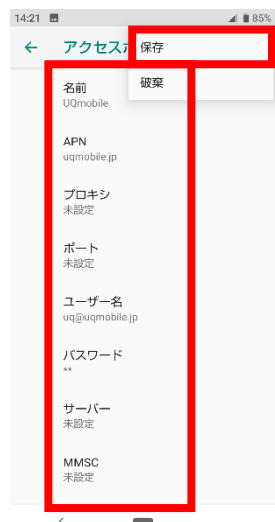 14:21 85%
アクセスポ
保存
破棄
名前
UQmobile
APN
uqmobile.jp
プロキシ
未設定
ポート
未設定
ユーザー名
uq@uqmobile.jp
パスワード
**
サーバー
未設定
MMSC
未設定